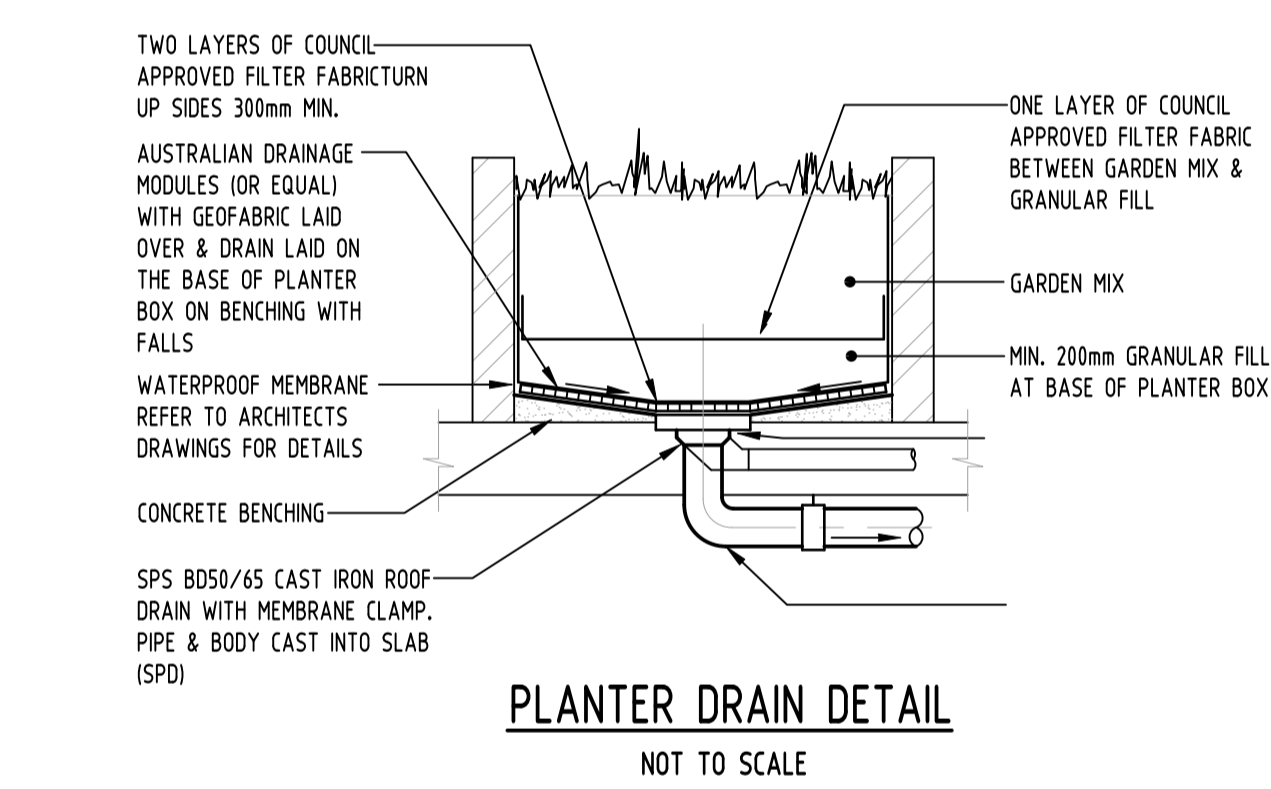 TWO LAYERS OF COUNCIL
APPROVED FILTER FABRICTURN
UP SIDES 300mm MIN.
AUSTRALIAN DRAINAGE
MODULES (OR EQUAL)
WITH GEOFABRIC LAID
OVER & DRAIN LAID ON
THE BASE OF PLANTER
BOX ON BENCHING WITH
FALLS
WATERPROOF MEMBRANE
REFER TO ARCHITECTS
DRAWINGS FOR DETAILS
CONCRETE BENCHING
SPS BD50/65 CAST IRON ROOF
DRAIN WITH MEMBRANE CLAMP.
PIPE & BODY CAST INTO SLAB
(SPD)
ONE LAYER OF COUNCIL
APPROVED FILTER FABRIC
BETWEEN GARDEN MIX &
GRANULAR FILL
GARDEN MIX
MIN. 200mm GRANULAR FILL
AT BASE OF PLANTER BOX
PLANTER DRAIN DETAIL
NOT TO SCALE